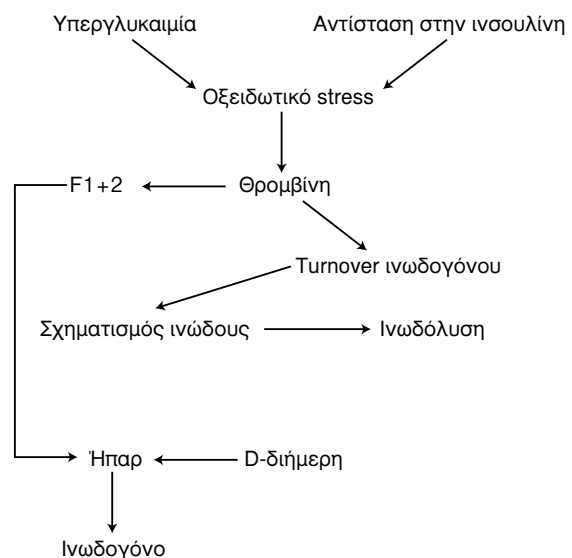 Υπεργλυκαιμία Αντίσταση στην ινσουλίνη
Οξειδωτικό stress
F1+2 Θρομβίνη
Turnover ινωδογόνου
Σχηματισμός ινώδους Ινωδόλυση
Ήπαρ D-διήμερη
Ινωδογόνο